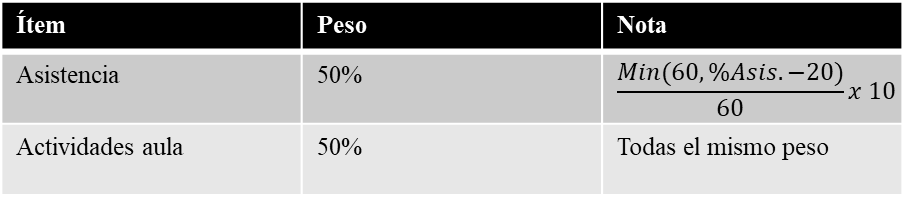 Ítem Peso Nota
Asistencia 50% Min(60,%Asis.−20)/60 x 10
Actividades aula 50% Todas el mismo peso